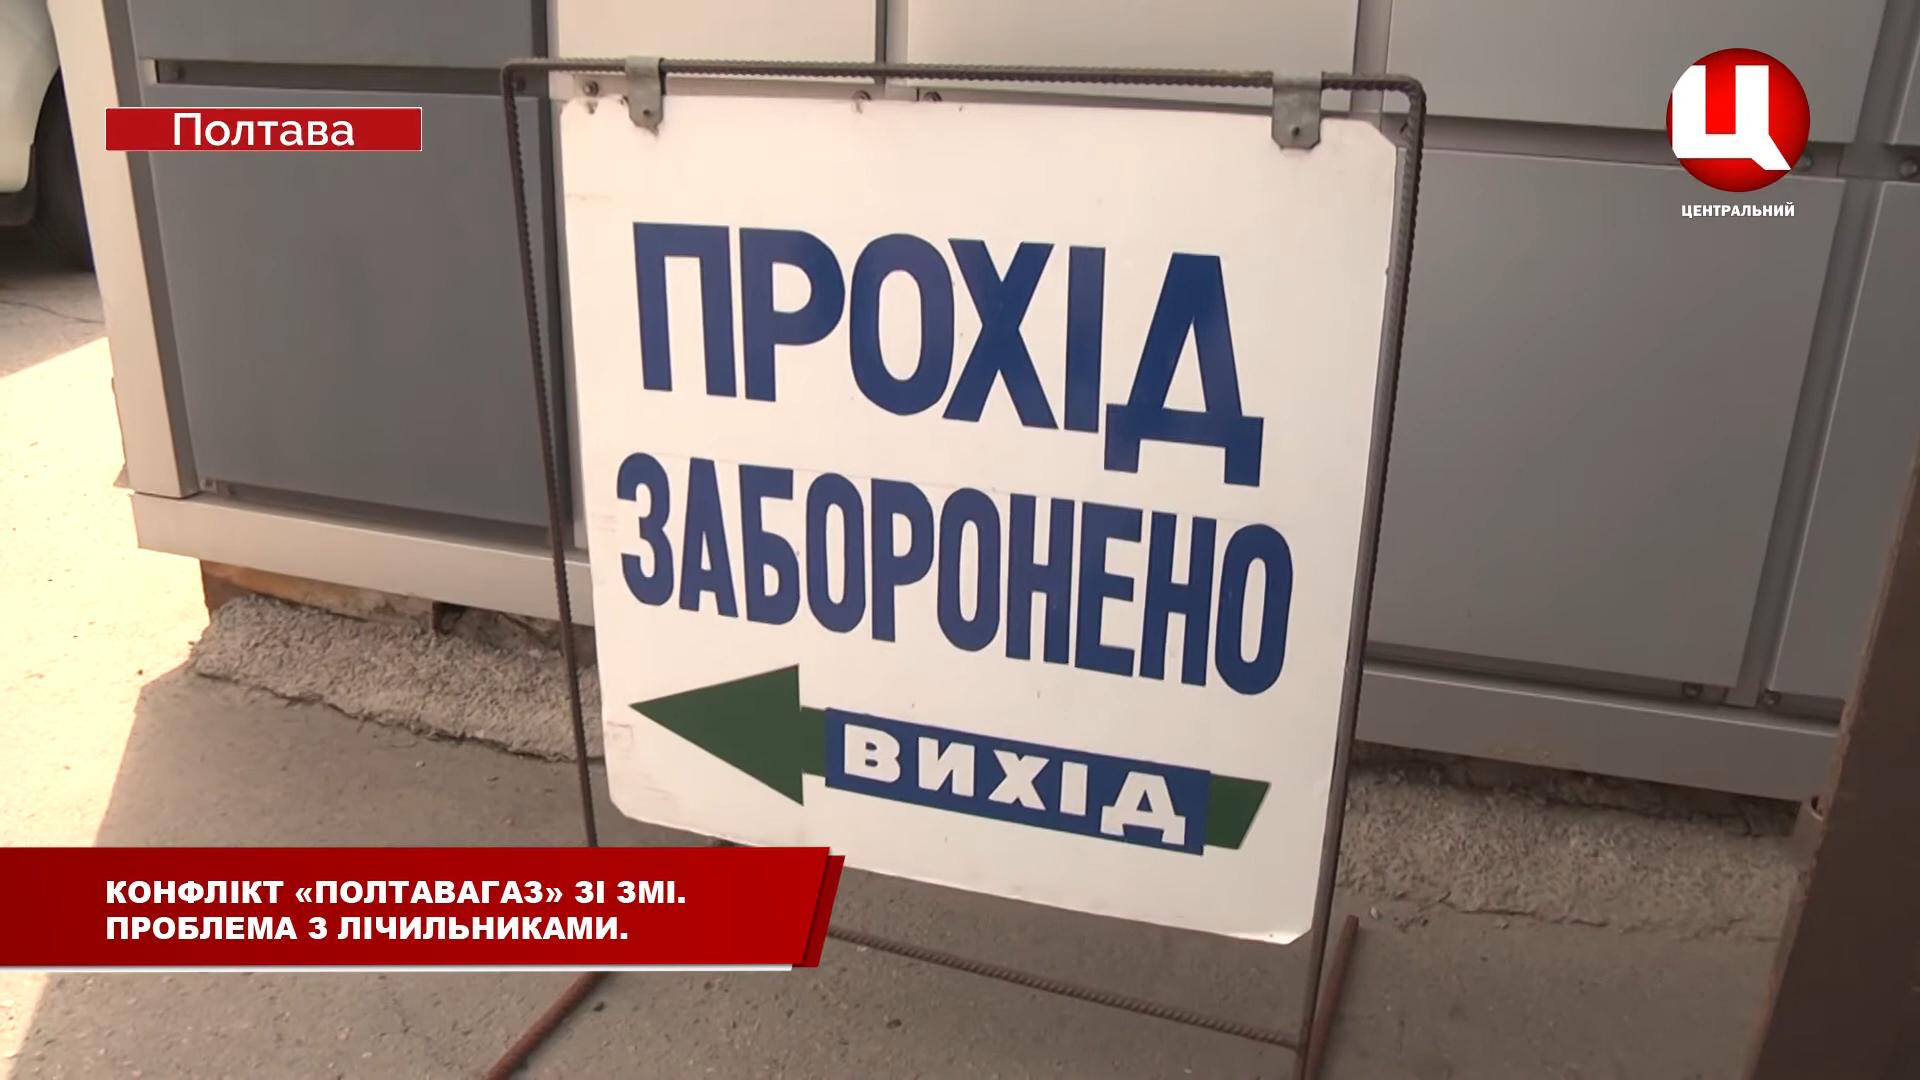 Полтава
Ц
ЦЕНТРАЛЬНИЙ
ПРОХІД
ЗАБОРОНЕНО
ВИХІД
КОНФЛІКТ «ПОЛТАВАГАЗ» ЗІ ЗМІ.
ПРОБЛЕМА З ЛІЧИЛЬНИКАМИ.